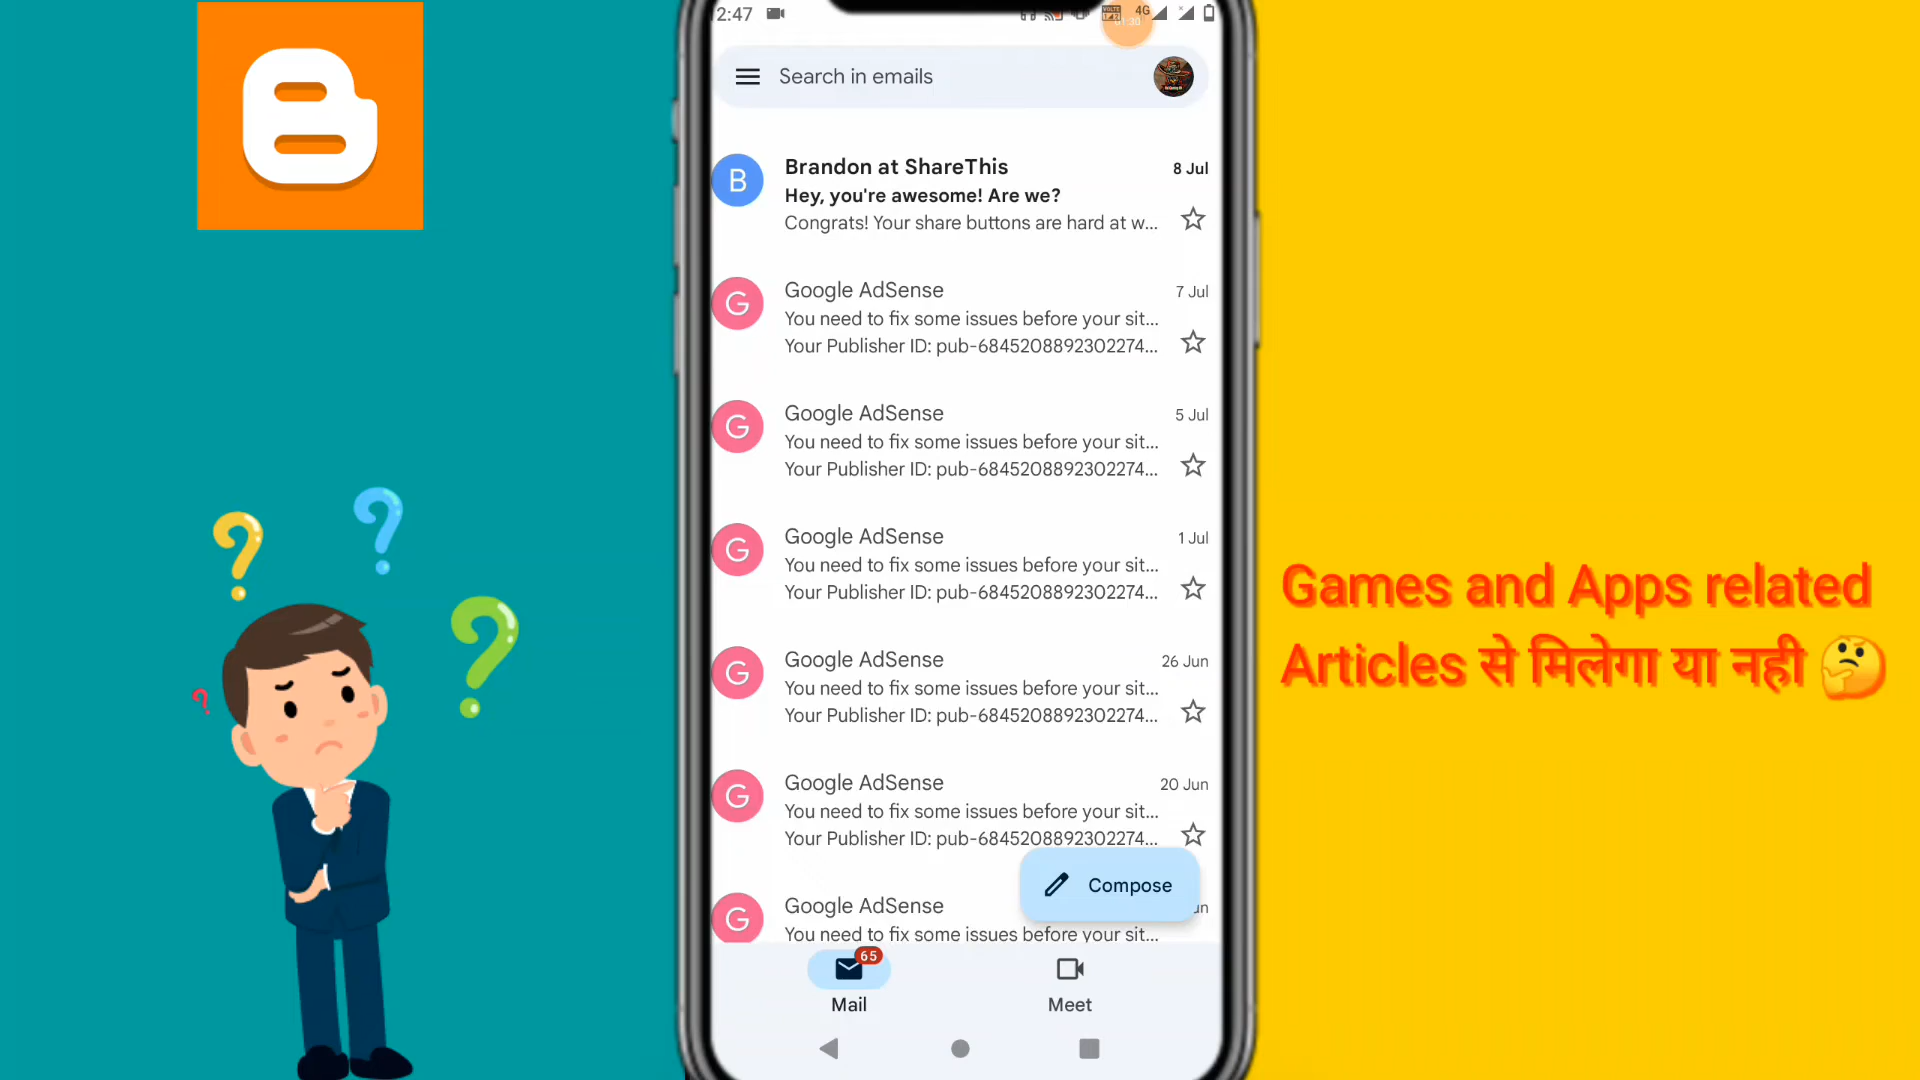 2:47
4G
01:30
Search in emails
B
Brandon at ShareThis
8 Jul
Hey, you're awesome! Are we?
Congrats! Your share buttons are hard at w...
G
Google AdSense
7 Jul
You need to fix some issues before your sit...
Your Publisher ID: pub-6845208892302274...
G
Google AdSense
5 Jul
You need to fix some issues before your sit...
Your Publisher ID: pub-6845208892302274...
G
Google AdSense
1 Jul
You need to fix some issues before your sit...
Your Publisher ID: pub-6845208892302274...
G
Google AdSense
26 Jun
You need to fix some issues before your sit...
Your Publisher ID: pub-6845208892302274...
G
Google AdSense
20 Jun
You need to fix some issues before your sit...
Your Publisher ID: pub-6845208892302274...
Compose
G
Google AdSense
You need to fix some issues before your sit...
65
Mail
Meet
Games and Apps related
Articles से मिलेगा या नही 🤔